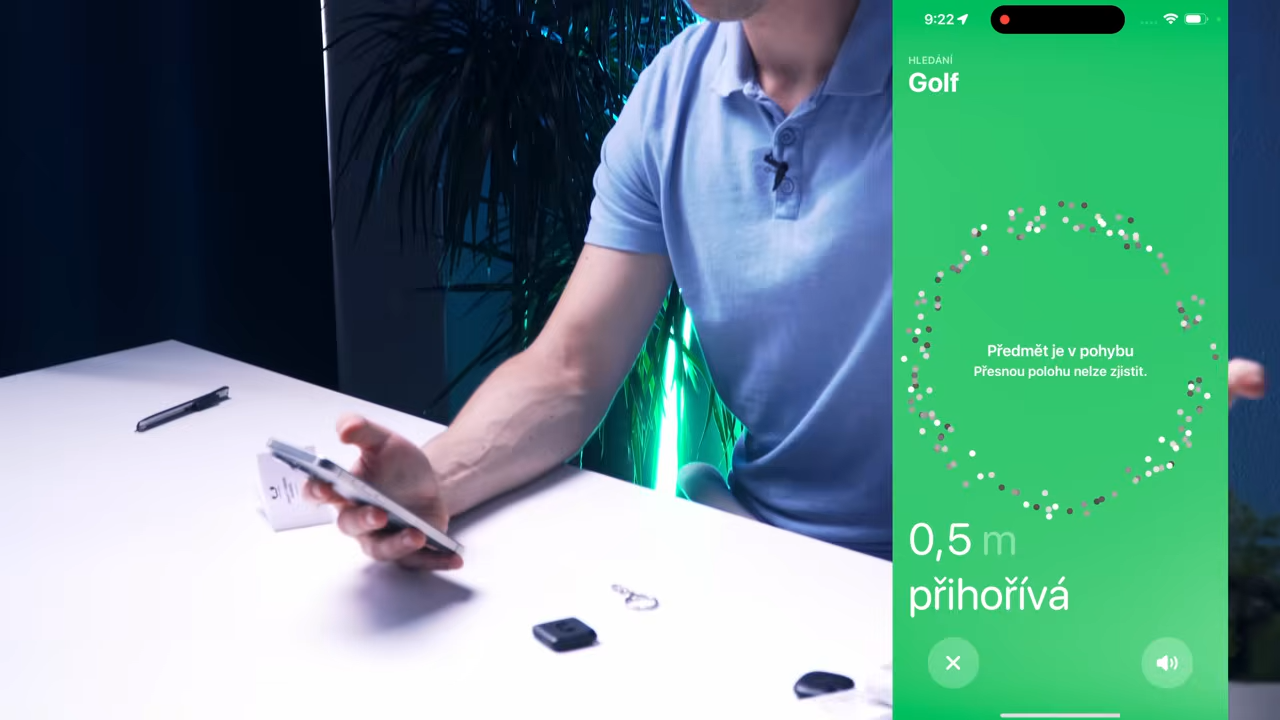 9:22
HLEDÁNÍ
Golf
Předmět je v pohybu
Přesnou polohu nelze zjistit.
0,5 m
přihořívá